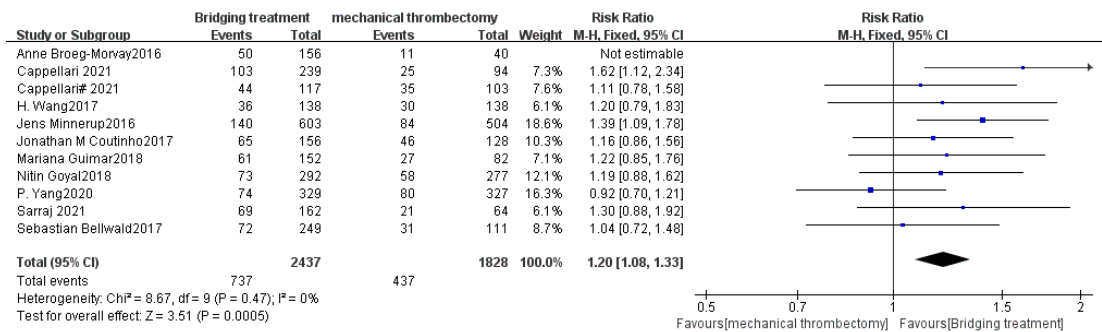 Bridging treatment mechanical thrombectomy Risk Ratio Risk Ratio
Study or Subgroup Events Total Events Total Weight M-H, Fixed, 95% CI M-H, Fixed, 95% CI
Anne Broeg-Morvay2016 50 156 11 40 Not estimable
Cappellari 2021 103 239 25 94 7.3% 1.62 [1.12, 2.34]
Cappellari# 2021 44 117 35 103 7.6% 1.11 [0.78, 1.58]
H. Wang2017 36 138 30 138 6.1% 1.20 [0.79, 1.83]
Jens Minnerup2016 140 603 84 504 18.6% 1.39 [1.09, 1.78]
Jonathan M Coutinho2017 65 156 46 128 10.3% 1.16 [0.86, 1.56]
Mariana Guimar2018 61 152 27 82 7.1% 1.22 [0.85, 1.76]
Nitin Goyal2018 73 292 58 277 12.1% 1.19 [0.88, 1.62]
P. Yang2020 74 329 80 327 16.3% 0.92 [0.70, 1.21]
Sarraj 2021 69 162 21 64 6.1% 1.30 [0.88, 1.92]
Sebastian Bellwald2017 72 249 31 111 8.7% 1.04 [0.72, 1.48]
Total (95% CI) 2437 1828 100.0% 1.20 [1.08, 1.33]
Total events 737 437
Heterogeneity: Chi² = 8.67, df = 9 (P = 0.47); I² = 0%
Test for overall effect: Z = 3.51 (P = 0.0005)
0.5 0.7 1 1.5 2
Favours[mechanical thrombectomy] Favours[Bridging treatment]